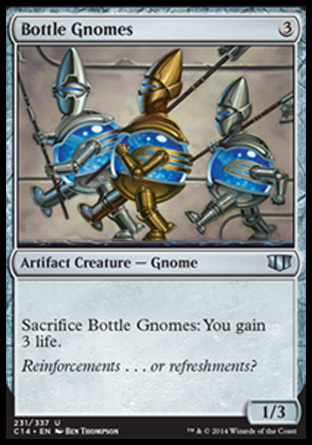 Bottle Gnomes 3
Artifact Creature — Gnome
Sacrifice Bottle Gnomes: You gain
3 life.
Reinforcements . . . or refreshments?
1/3
231/337 U
C14 • EN Ben Thompson ™ & © 2014 Wizards of the Coast